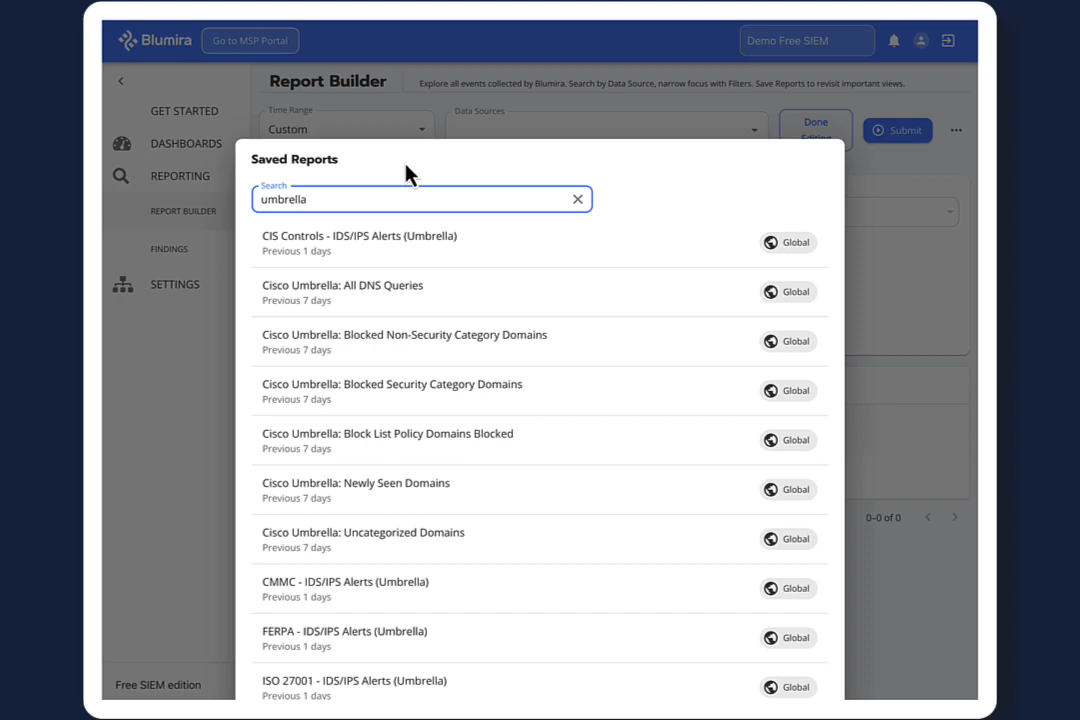 Blumira
Go to MSP Portal
Demo Free SIEM
Report Builder
Explore all events collected by Blumira. Search by Data Source, narrow focus with Filters. Save Reports to revisit important views.
GET STARTED
DASHBOARDS
REPORTING
REPORT BUILDER
FINDINGS
SETTINGS
Free SIEM edition
Time Range
Custom
Data Sources
Done
Editing
Submit
Saved Reports
Search
umbrella
CIS Controls - IDS/IPS Alerts (Umbrella)
Previous 1 days
Global
Cisco Umbrella: All DNS Queries
Previous 7 days
Global
Cisco Umbrella: Blocked Non-Security Category Domains
Previous 7 days
Global
Cisco Umbrella: Blocked Security Category Domains
Previous 7 days
Global
Cisco Umbrella: Block List Policy Domains Blocked
Previous 7 days
Global
Cisco Umbrella: Newly Seen Domains
Previous 7 days
Global
Cisco Umbrella: Uncategorized Domains
Previous 7 days
Global
CMMC - IDS/IPS Alerts (Umbrella)
Previous 1 days
Global
FERPA - IDS/IPS Alerts (Umbrella)
Previous 1 days
Global
ISO 27001 - IDS/IPS Alerts (Umbrella)
Previous 1 days
Global
0–0 of 0